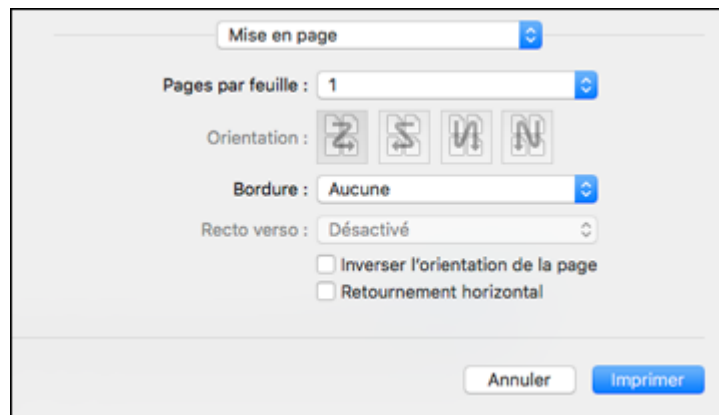 Mise en page
Pages par feuille : 1
Orientation :
Bordure : Aucune
Recto verso : Désactivé
Inverser l'orientation de la page
Retournement horizontal
Annuler Imprimer